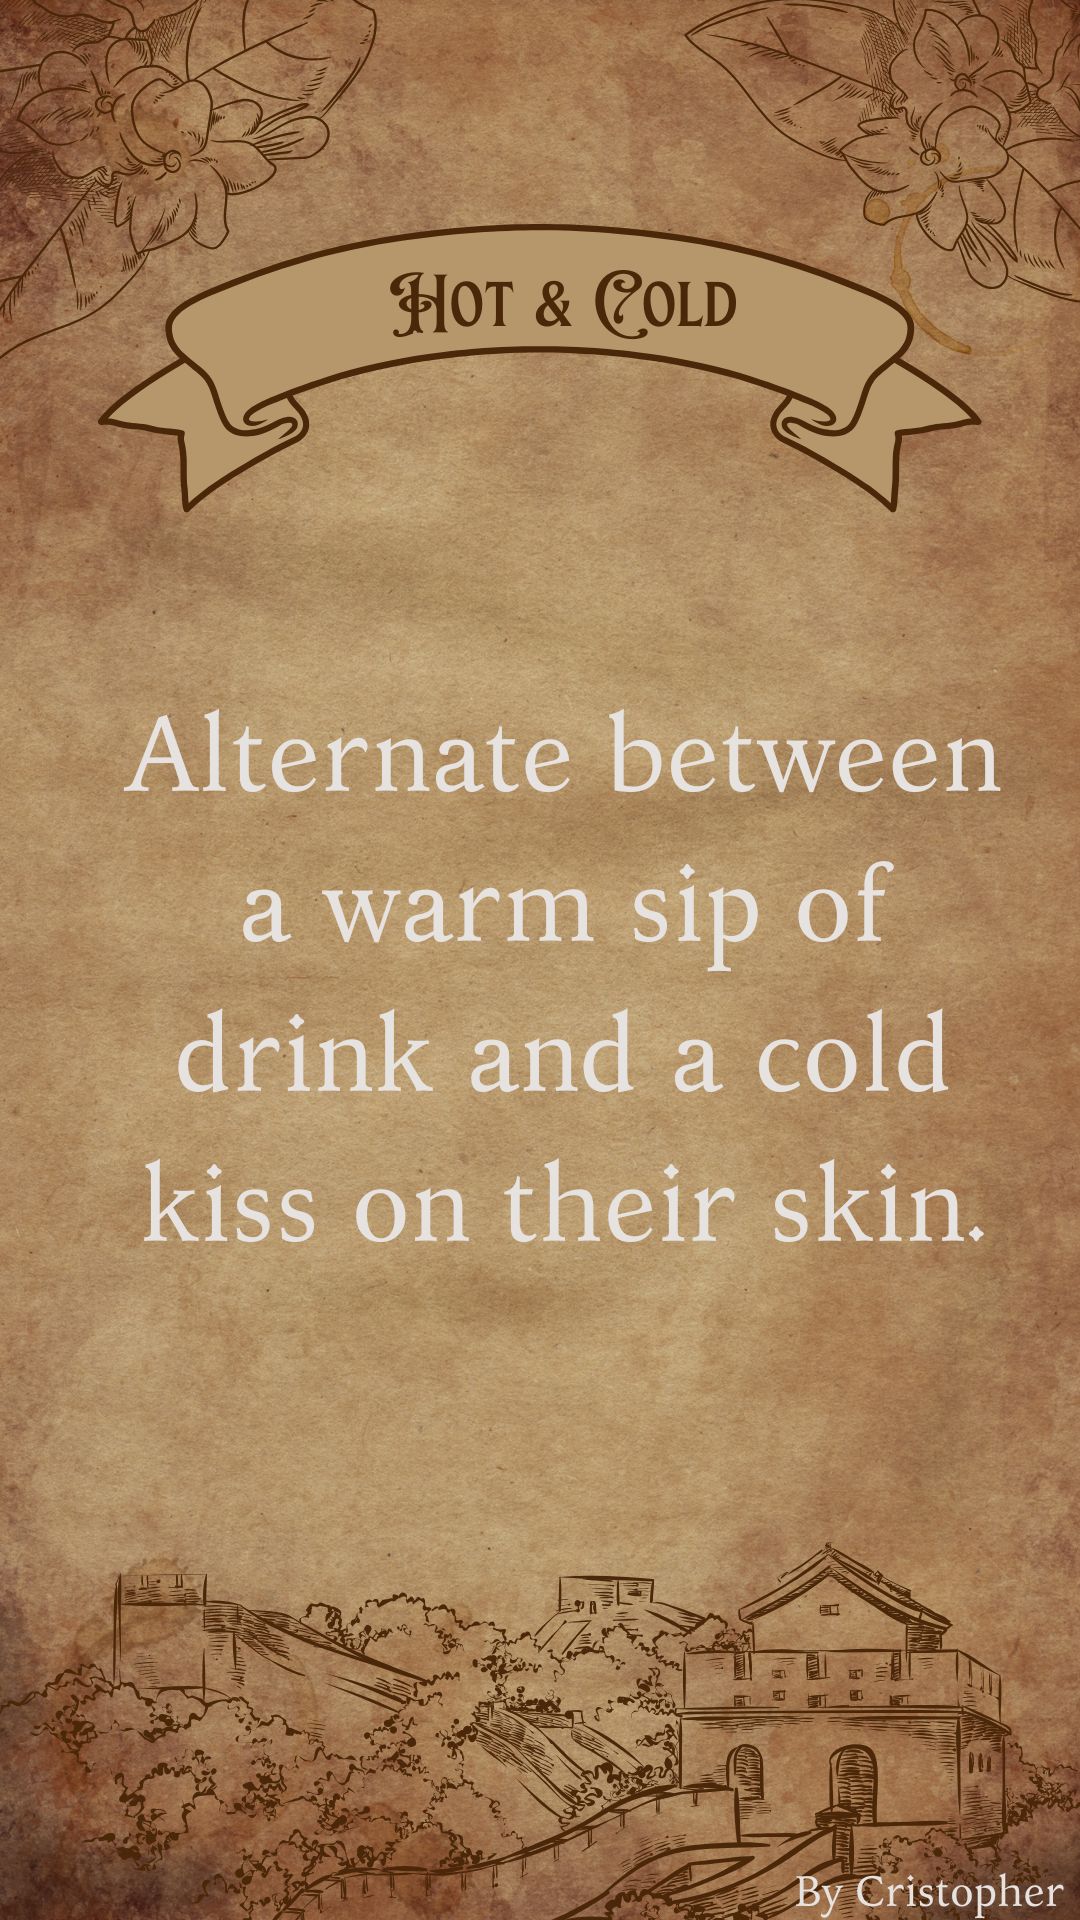 Hot & Cold
Alternate between
a warm sip of
drink and a cold
kiss on their skin.
By Cristopher